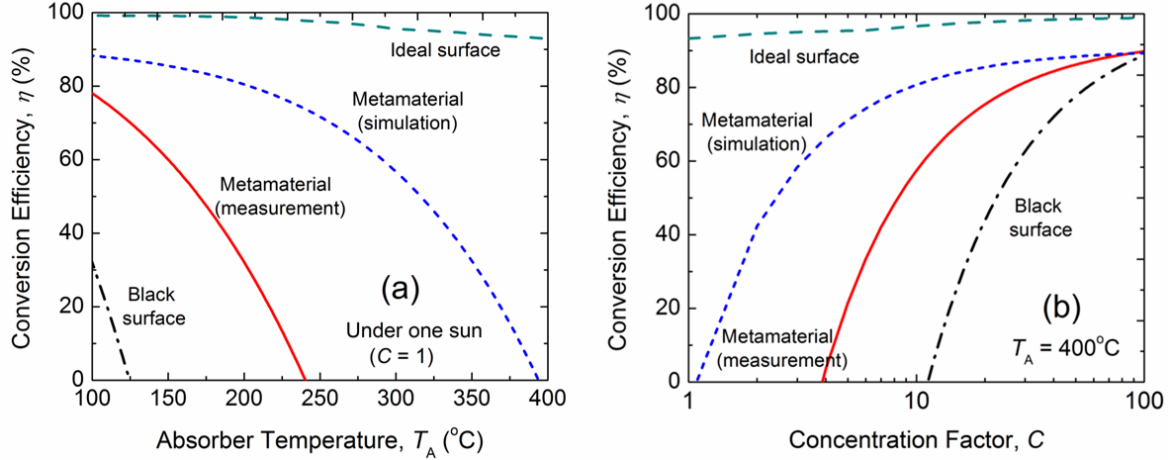 100
80
60
40
20
0
Conversion Efficiency, η (%)
Ideal surface
Metamaterial
(simulation)
Metamaterial
(measurement)
Black
surface
(a)
Under one sun
(C = 1)
100 150 200 250 300 350 400
Absorber Temperature, T_A (°C)
100
80
60
40
20
0
Conversion Efficiency, η (%)
Ideal surface
Metamaterial
(simulation)
Black
surface
Metamaterial
(measurement)
(b)
T_A = 400°C
1 10 100
Concentration Factor, C